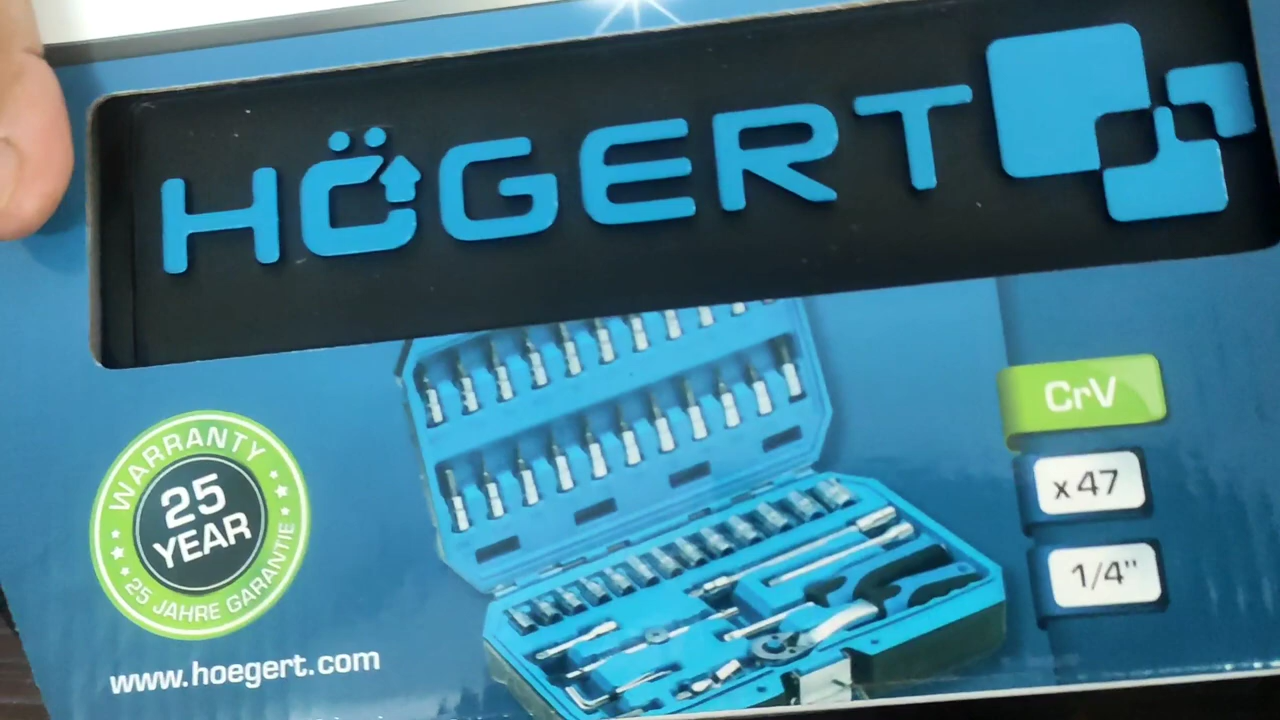 HÖGERT
CrV
x 47
1/4"
WARRANTY
25
YEAR
25 JAHRE GARANTIE
www.hoegert.com